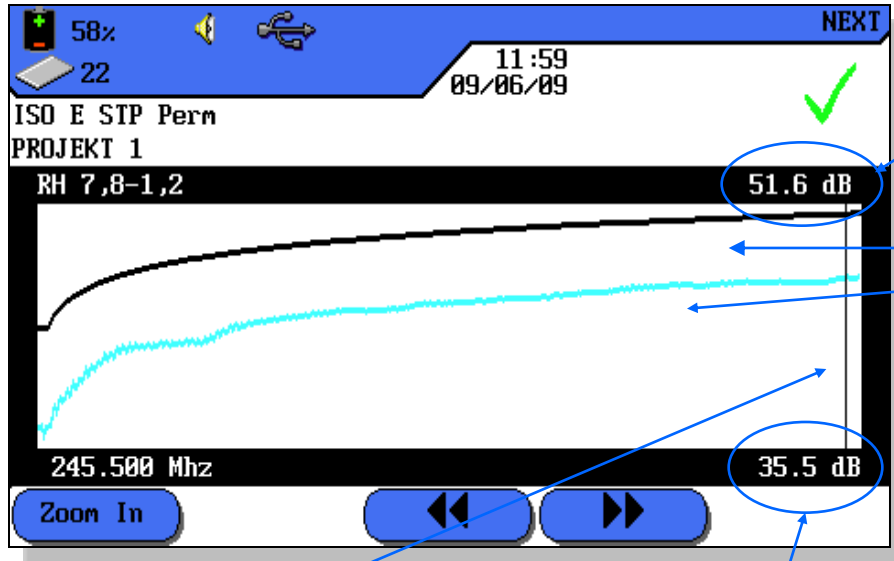 58% NEXT
22 11:59
09/06/09
ISO E STP Perm
PROJEKT 1
RH 7,8-1,2 51.6 dB
245.500 Mhz 35.5 dB
Zoom In